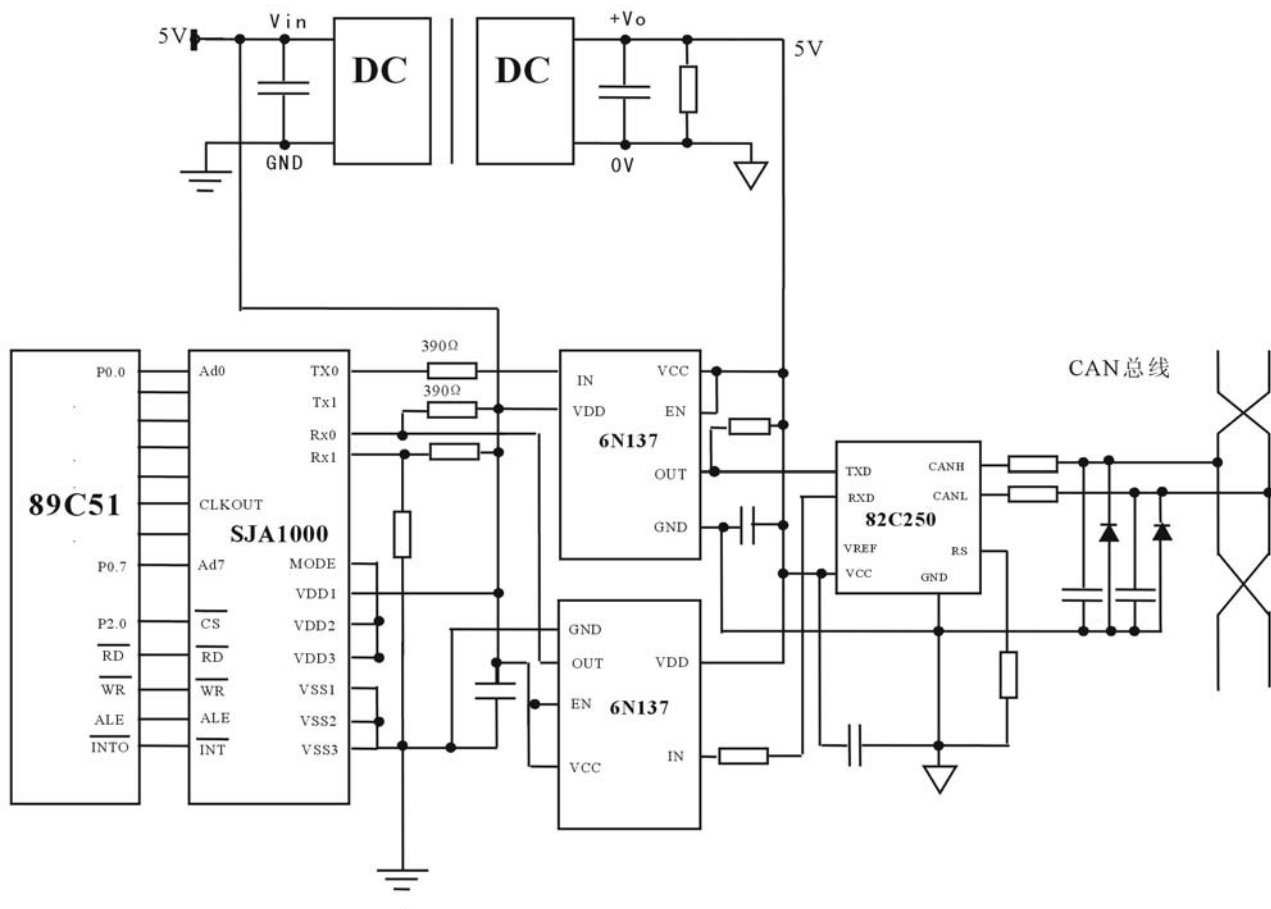 Vin
+Vo
5V
5V
DC
DC
GND
0V
390Ω
CAN总线
P0.0
Ad0
TX0
IN
VCC
Tx1
390Ω
VDD
EN
Rx0
6N137
Rx1
OUT
TXD
CANH
RXD
CANL
89C51
CLKOUT
82C250
SJA1000
GND
VREF
RS
P0.7
Ad7
MODE
VCC
GND
VDD1
P2.0
CS
VDD2
GND
RD
RD
VDD3
OUT
VDD
WR
WR
VSS1
EN
6N137
ALE
ALE
VSS2
INTO
INT
VSS3
VCC
IN